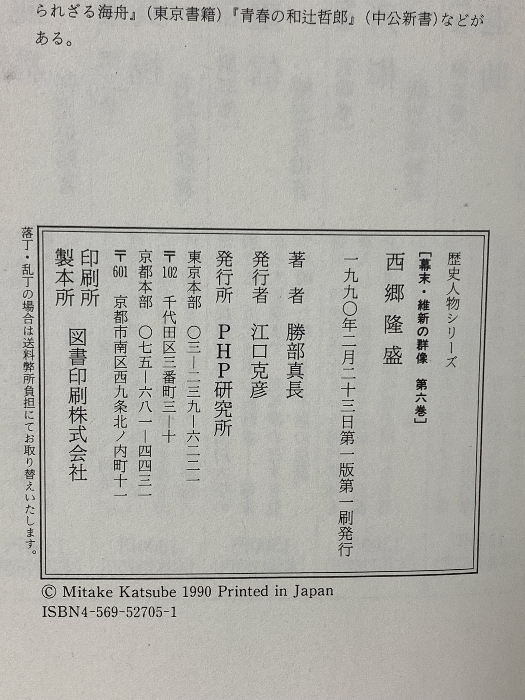 られざる海舟』（東京書籍）『青春の和辻哲郎』（中公新書）などが
ある。
歴史人物シリーズ
［幕末・維新の群像　第六巻］
西郷隆盛
一九九〇年二月二十三日第一版第一刷発行
著　者　勝部真長
発行者　江口克彦
発行所　ＰＨＰ研究所
東京本部　〇三―二三九―六二二一
〒102　千代田区三番町三―十
京都本部　〇七五―六八一―四四三一
〒601　京都市南区西九条北ノ内町十一
印刷所
製本所　図書印刷株式会社
落丁・乱丁の場合は送料弊所負担にてお取り替えいたします。
© Mitake Katsube 1990 Printed in Japan
ISBN4-569-52705-1